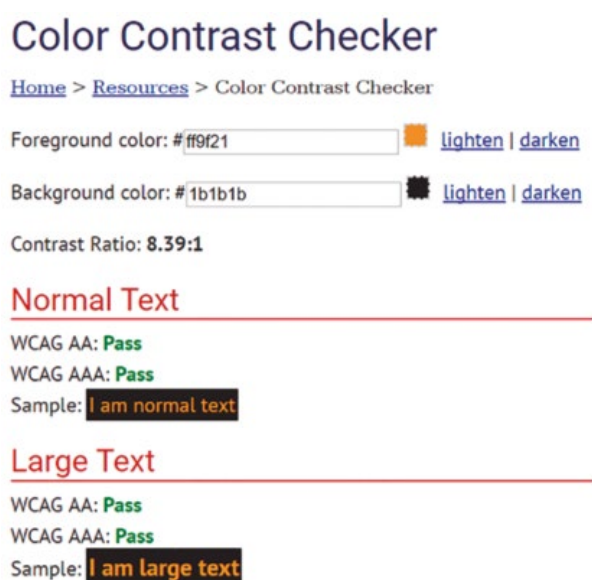 Color Contrast Checker
Home > Resources > Color Contrast Checker
Foreground color: #ff9f21 lighten | darken
Background color: #1b1b1b lighten | darken
Contrast Ratio: 8.39:1
Normal Text
WCAG AA: Pass
WCAG AAA: Pass
Sample: I am normal text
Large Text
WCAG AA: Pass
WCAG AAA: Pass
Sample: I am large text